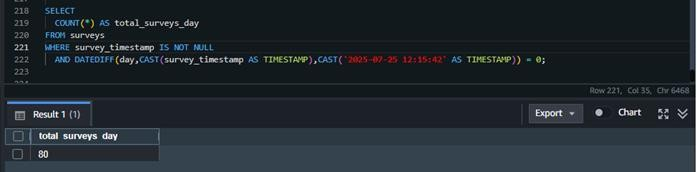 218 SELECT
219 COUNT(*) AS total_surveys_day
220 FROM surveys
221 WHERE survey_timestamp IS NOT NULL
222 AND DATEDIFF(day,CAST(survey_timestamp AS TIMESTAMP),CAST('2025-07-25 12:15:42' AS TIMESTAMP)) = 0;
223
Row 221, Col 35, Chr 6468
Result 1 (1)
Export
Chart
total_surveys_day
80